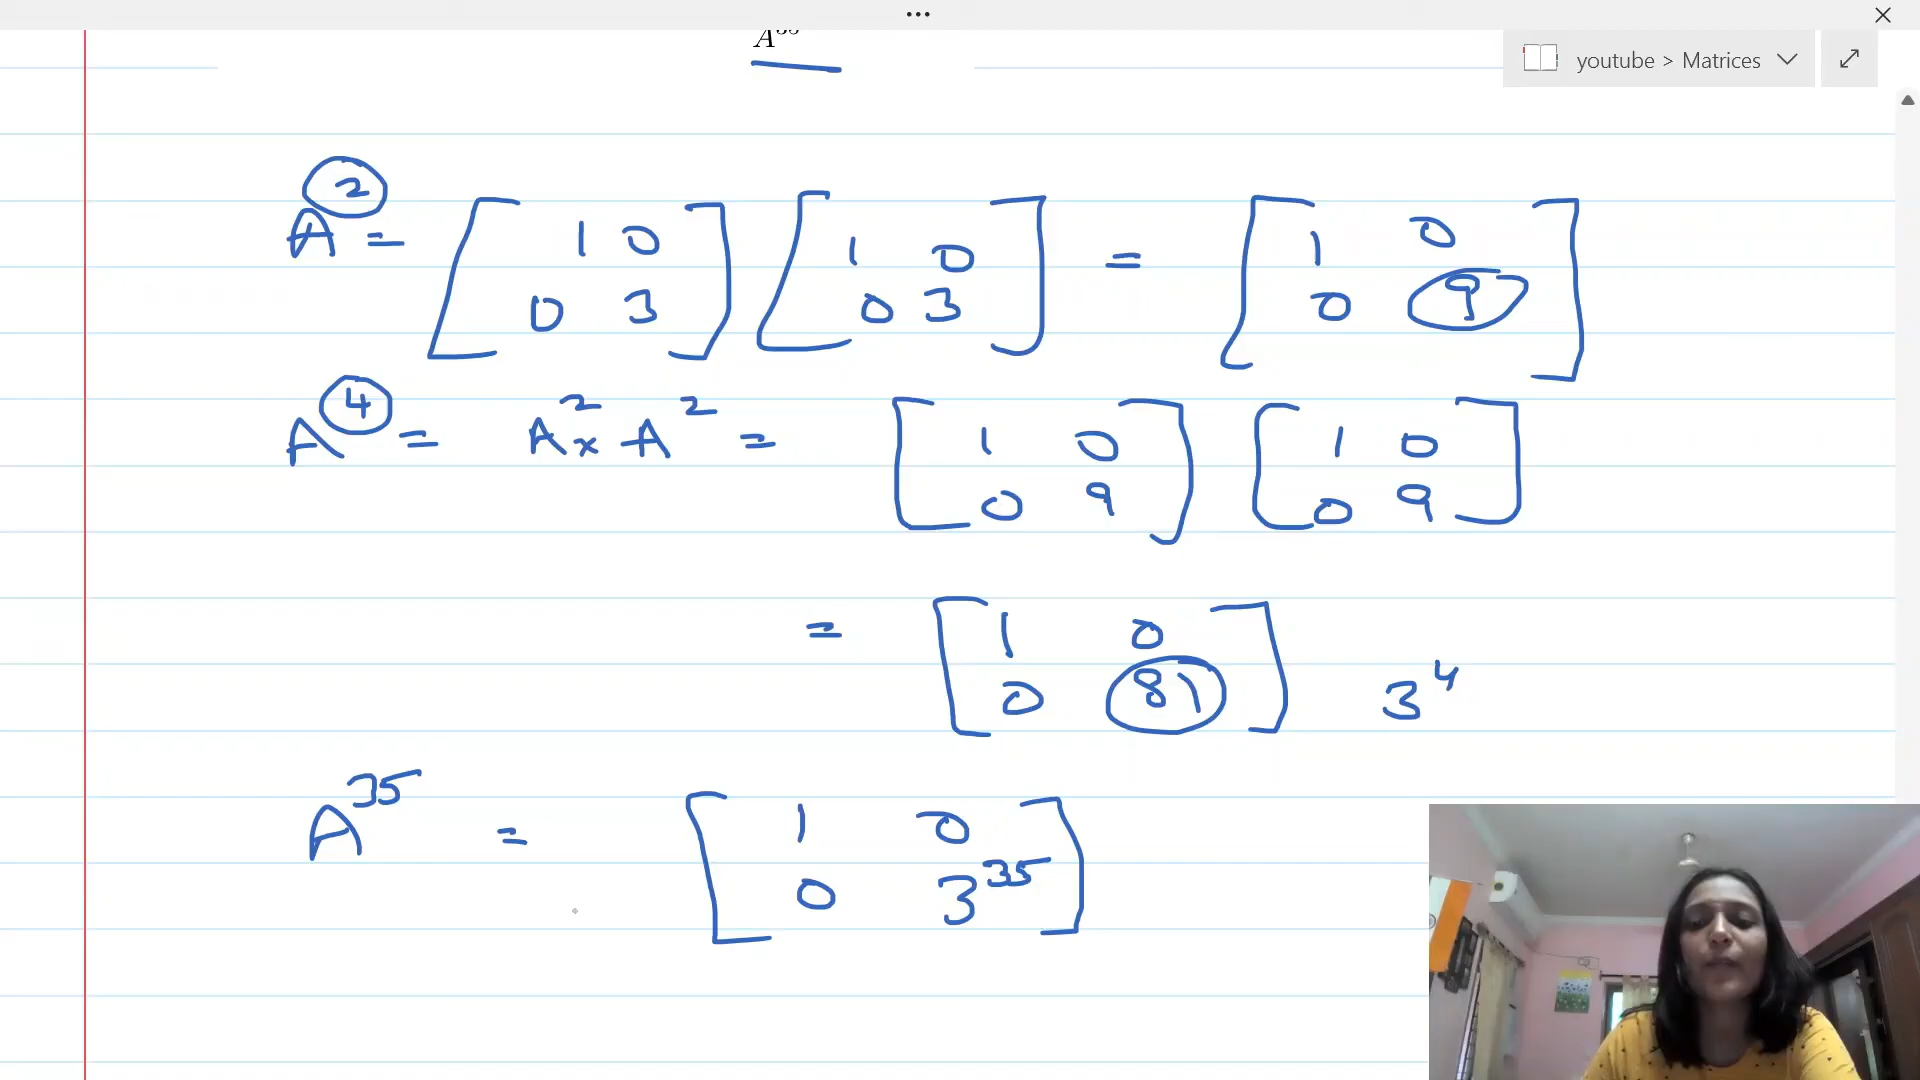 ...
A³⁵
youtube > Matrices
A² = [1 0 0 3] [1 0 0 3] = [1 0 0 9]
A⁴ = A² x A² = [1 0 0 9] [1 0 0 9]
= [1 0 0 81] 3⁴
A³⁵ = [1 0 0 3³⁵]